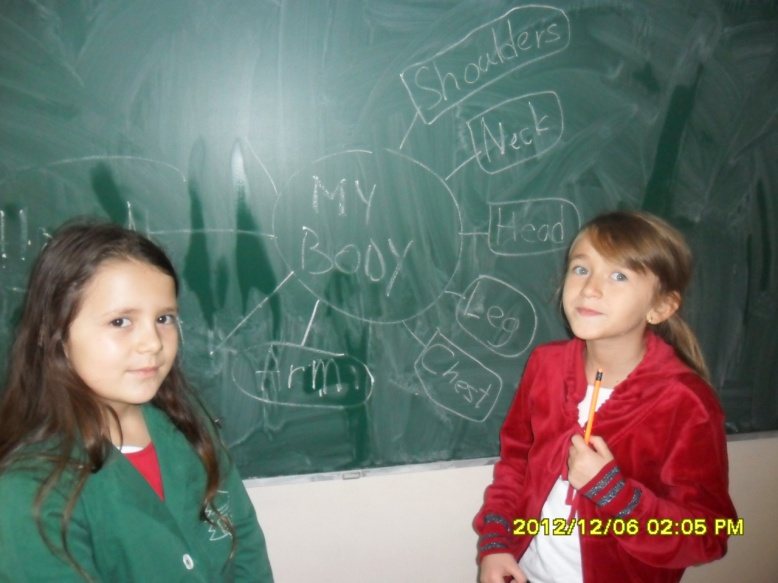 Shoulders
Neck
MY
BODY
Head
Leg
Arm
Chest
2012/12/06 02:05 PM